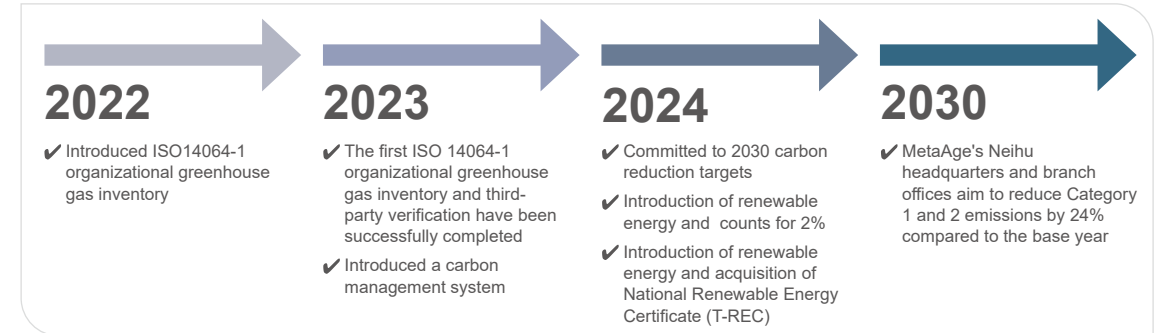 2022
✔ Introduced ISO14064-1
organizational greenhouse
gas inventory
2023
✔ The first ISO 14064-1
organizational greenhouse
gas inventory and third-
party verification have been
successfully completed
✔ Introduced a carbon
management system
2024
✔ Committed to 2030 carbon
reduction targets
✔ Introduction of renewable
energy and  counts for 2%
✔ Introduction of renewable
energy and acquisition of
National Renewable Energy
Certificate (T-REC)
2030
✔ MetaAge's Neihu
headquarters and branch
offices aim to reduce Category
1 and 2 emissions by 24%
compared to the base year